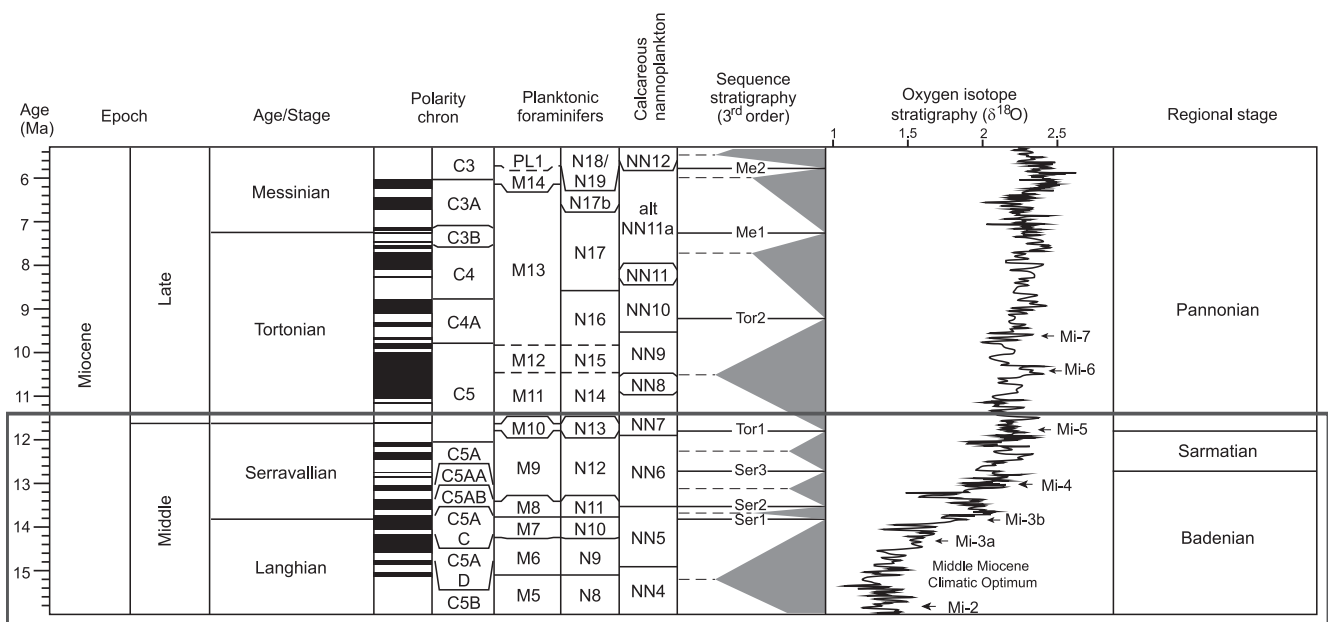 Age
(Ma)
Epoch
Age/Stage
Polarity
chron
Planktonic
foraminifers
Calcareous
nannoplankton
Sequence
stratigraphy
(3rd order)
Oxygen isotope
stratigraphy (δ18O)
1 1.5 2 2.5
Regional stage
6
7
8
9
10
11
12
13
14
15
Miocene
Late
Middle
Messinian
Tortonian
Serravallian
Langhian
C3
C3A
C3B
C4
C4A
C5
C5A
C5AA
C5AB
C5A
C
C5A
D
C5B
PL1
M14
M13
M12
M11
M10
M9
M8
M7
M6
M5
N18/
N19
N17b
N17
N16
N15
N14
N13
N12
N11
N10
N9
N8
NN12
alt
NN11a
NN11
NN10
NN9
NN8
NN7
NN6
NN5
NN4
Me2
Me1
Tor2
Tor1
Ser3
Ser2
Ser1
Mi-7
Mi-6
Mi-5
Mi-4
Mi-3b
Mi-3a
Middle Miocene
Climatic Optimum
Mi-2
Pannonian
Sarmatian
Badenian